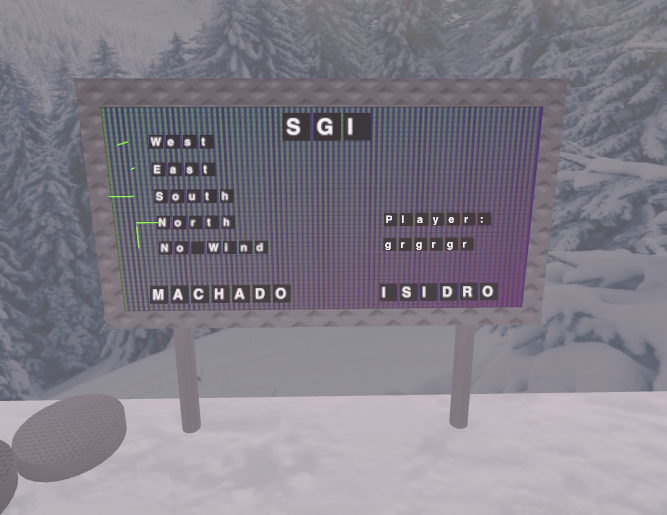 SGI
West
East
South
North
No Wind
Player:
grgrgr
MACHADO
ISIDRO